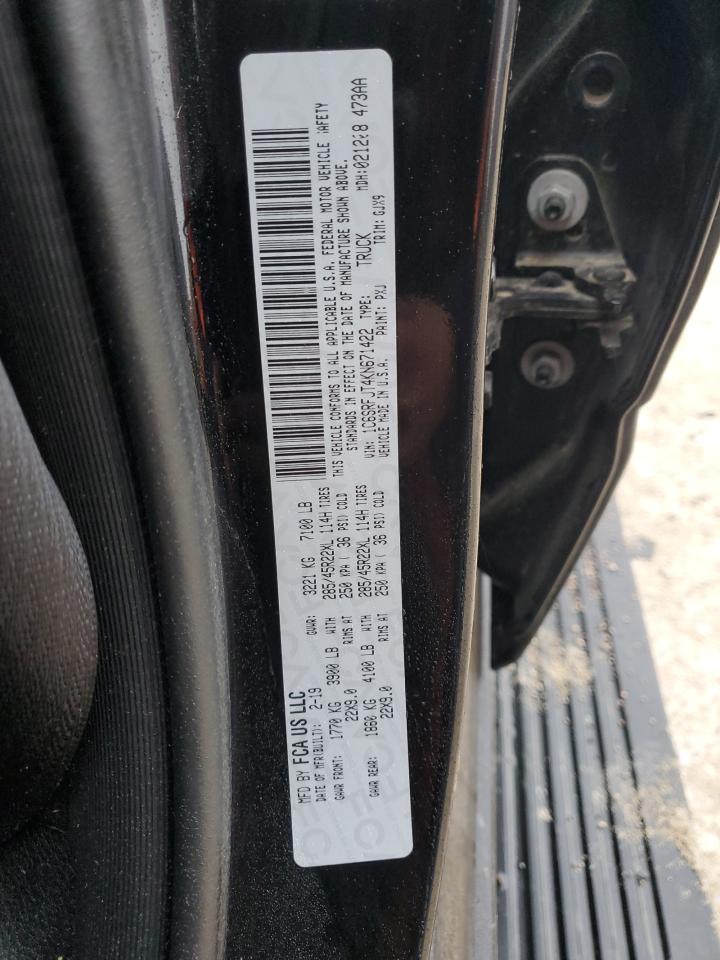 MFD BY FCA US LLC
DATE OF MFR(BUILT): 2-19 GVWR: 3221 KG 7100 LB
GAWR FRONT: 1770 KG 3900 LB WITH 285/45R22XL 114H TIRES
22X9.0 RIMS AT 250 KPA ( 36 PSI) COLD
GAWR REAR: 1860 KG 4100 LB WITH 285/45R22XL 114H TIRES
22X9.0 RIMS AT 250 KPA ( 36 PSI) COLD
THIS VEHICLE CONFORMS TO ALL APPLICABLE U.S.A. FEDERAL MOTOR VEHICLE SAFETY
STANDARDS IN EFFECT ON THE DATE OF MANUFACTURE SHOWN ABOVE.
VIN: 1C6SRFJT4KN671422 TYPE: TRUCK
VEHICLE MADE IN U.S.A. PAINT: PXJ TRIM: GJX9
MDH: 473AA